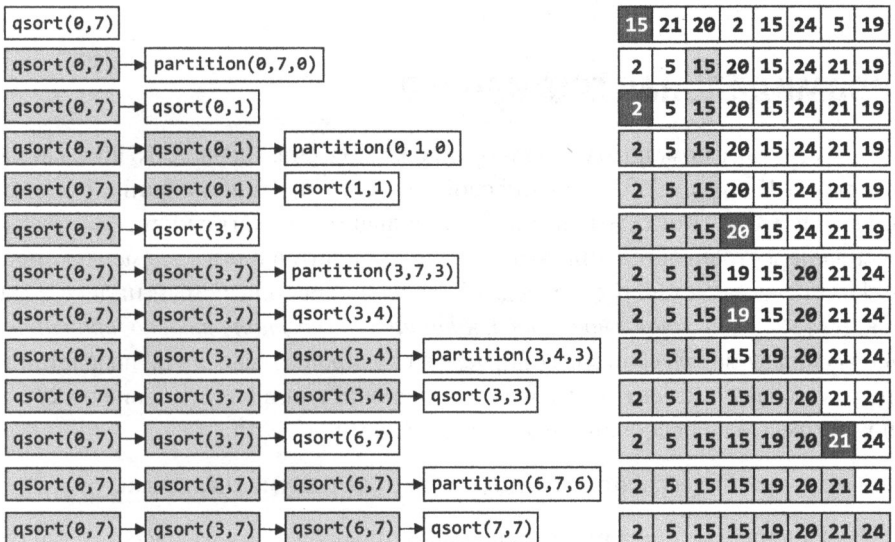 qsort(0,7) 15 21 20 2 15 24 5 19
qsort(0,7) partition(0,7,0) 2 5 15 20 15 24 21 19
qsort(0,7) qsort(0,1) 2 5 15 20 15 24 21 19
qsort(0,7) qsort(0,1) partition(0,1,0) 2 5 15 20 15 24 21 19
qsort(0,7) qsort(0,1) qsort(1,1) 2 5 15 20 15 24 21 19
qsort(0,7) qsort(3,7) 2 5 15 20 15 24 21 19
qsort(0,7) qsort(3,7) partition(3,7,3) 2 5 15 19 15 20 21 24
qsort(0,7) qsort(3,7) qsort(3,4) 2 5 15 19 15 20 21 24
qsort(0,7) qsort(3,7) qsort(3,4) partition(3,4,3) 2 5 15 15 19 20 21 24
qsort(0,7) qsort(3,7) qsort(3,4) qsort(3,3) 2 5 15 15 19 20 21 24
qsort(0,7) qsort(3,7) qsort(6,7) 2 5 15 15 19 20 21 24
qsort(0,7) qsort(3,7) qsort(6,7) partition(6,7,6) 2 5 15 15 19 20 21 24
qsort(0,7) qsort(3,7) qsort(6,7) qsort(7,7) 2 5 15 15 19 20 21 24